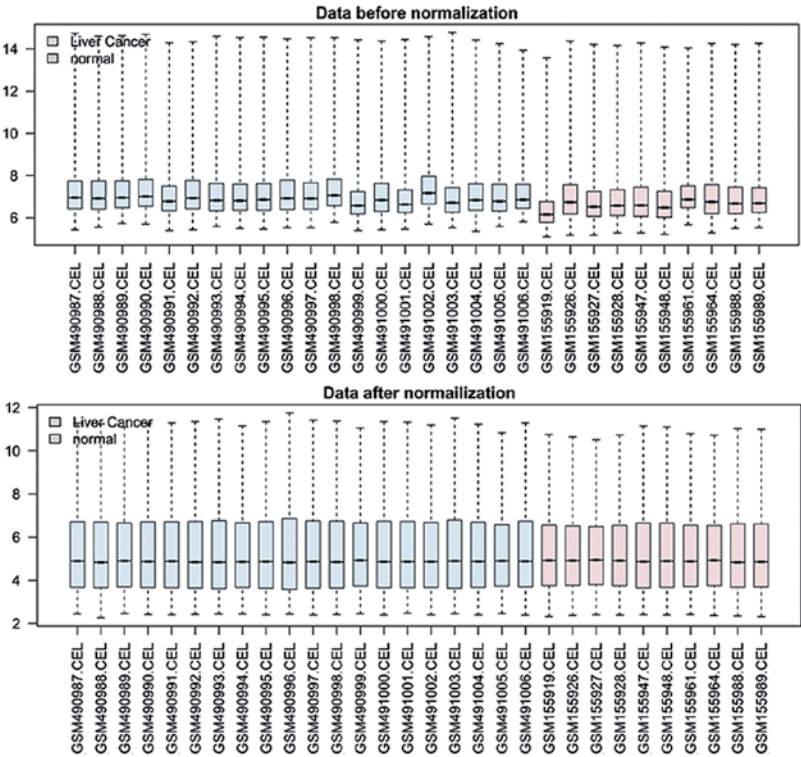 Data before normalization
14
12
10
8
6
Liver Cancer
normal
GSM490987.CEL
GSM490988.CEL
GSM490989.CEL
GSM490990.CEL
GSM490991.CEL
GSM490992.CEL
GSM490993.CEL
GSM490994.CEL
GSM490995.CEL
GSM490996.CEL
GSM490997.CEL
GSM490998.CEL
GSM490999.CEL
GSM491000.CEL
GSM491001.CEL
GSM491002.CEL
GSM491003.CEL
GSM491004.CEL
GSM491005.CEL
GSM491006.CEL
GSM155919.CEL
GSM155926.CEL
GSM155927.CEL
GSM155928.CEL
GSM155947.CEL
GSM155948.CEL
GSM155961.CEL
GSM155964.CEL
GSM155988.CEL
GSM155989.CEL
Data after normailization
12
10
8
6
4
2
Liver Cancer
normal
GSM490987.CEL
GSM490988.CEL
GSM490989.CEL
GSM490990.CEL
GSM490991.CEL
GSM490992.CEL
GSM490993.CEL
GSM490994.CEL
GSM490995.CEL
GSM490996.CEL
GSM490997.CEL
GSM490998.CEL
GSM490999.CEL
GSM491000.CEL
GSM491001.CEL
GSM491002.CEL
GSM491003.CEL
GSM491004.CEL
GSM491005.CEL
GSM491006.CEL
GSM155919.CEL
GSM155926.CEL
GSM155927.CEL
GSM155928.CEL
GSM155947.CEL
GSM155948.CEL
GSM155961.CEL
GSM155964.CEL
GSM155988.CEL
GSM155989.CEL